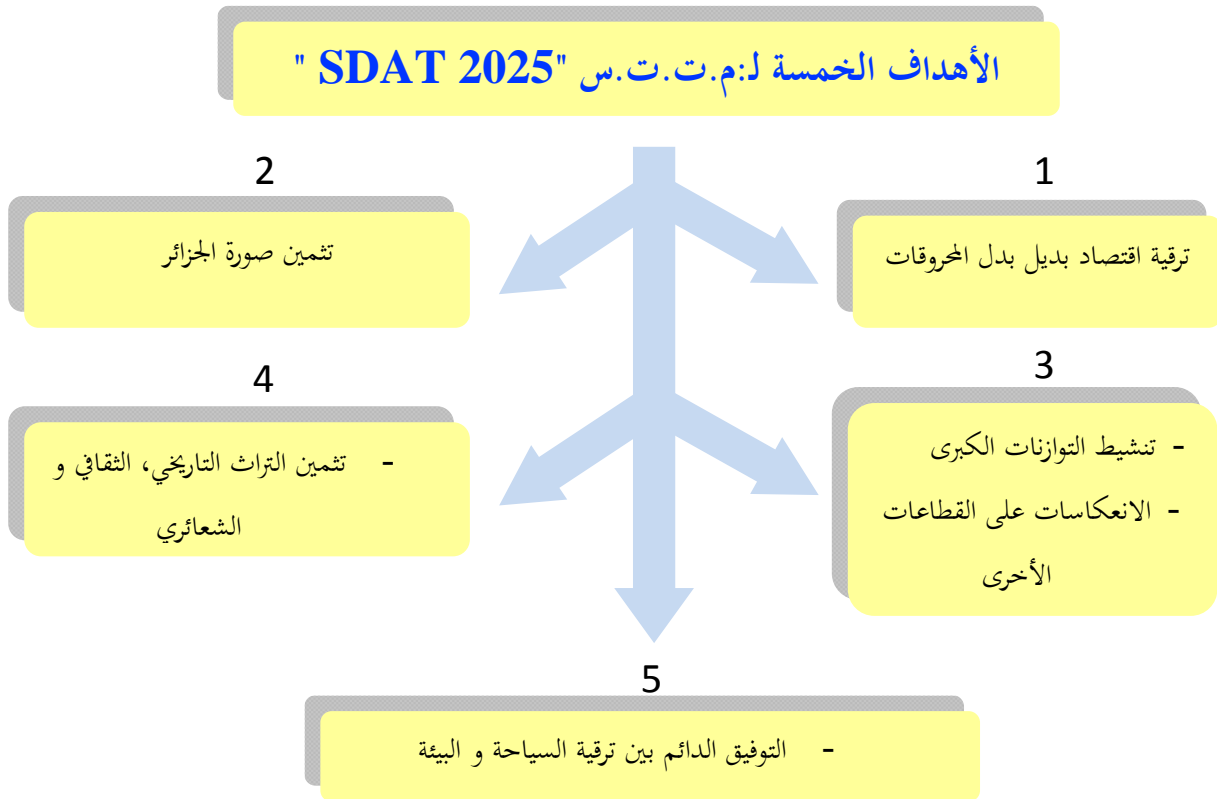 الأهداف الخمسة لـ:م.ت.ت.س "SDAT 2025 "
1
ترقية اقتصاد بديل بدل المحروقات
2
تثمين صورة الجزائر
3
- تنشيط التوازنات الكبرى
- الانعكاسات على القطاعات
الأخرى
4
- تثمين التراث التاريخي، الثقافي و
الشعائري
5
- التوفيق الدائم بين ترقية السياحة و البيئة